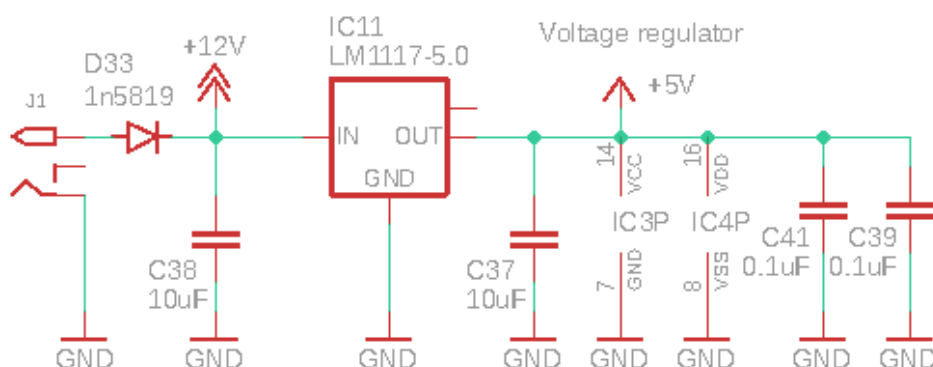 IC11
LM1117-5.0
Voltage regulator
+12V
D33
1n5819
J1
+5V
IN
OUT
GND
14
VCC
16
VDD
IC3P
IC4P
C38
10uF
C37
10uF
7
GND
8
VSS
C41
0.1uF
C39
0.1uF
GND
GND
GND
GND
GND
GND
GND
GND